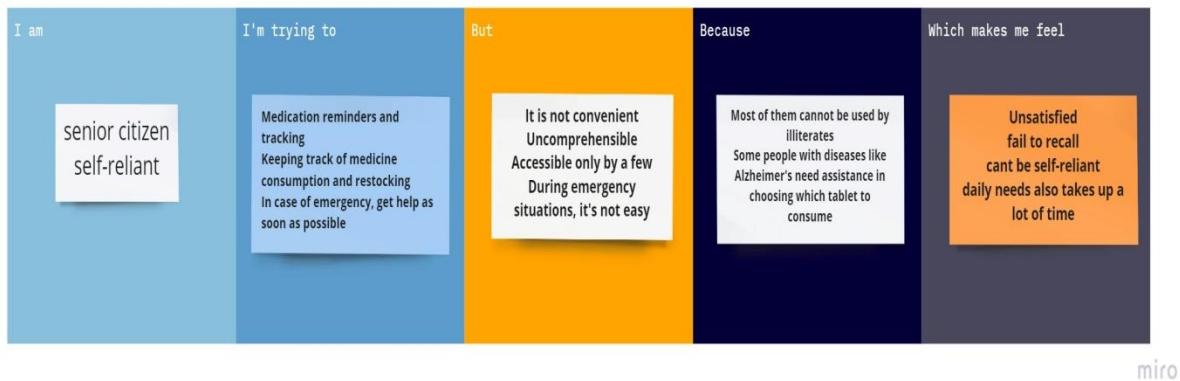 I am
senior citizen
self-reliant
I'm trying to
Medication reminders and
tracking
Keeping track of medicine
consumption and restocking
In case of emergency, get help as
soon as possible
But
It is not convenient
Uncomprehensible
Accessible only by a few
During emergency
situations, it's not easy
Because
Most of them cannot be used by
illiterates
Some people with diseases like
Alzheimer's need assistance in
choosing which tablet to
consume
Which makes me feel
Unsatisfied
fail to recall
cant be self-reliant
daily needs also takes up a
lot of time
miro